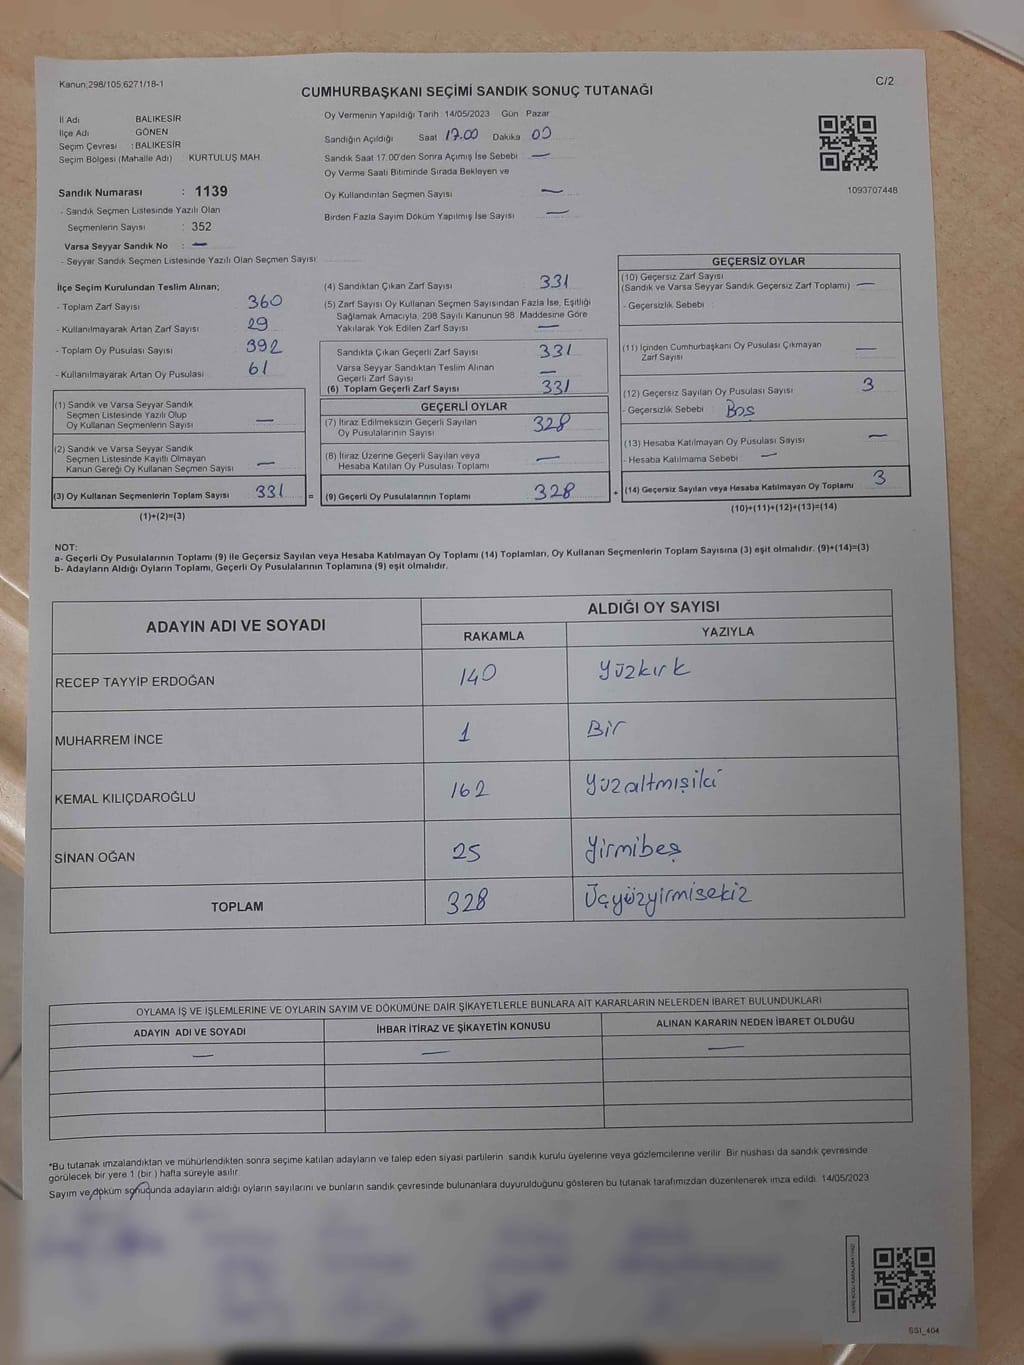 Kanun;298/105,6271/18-1
C/2
CUMHURBAŞKANI SEÇİMİ SANDIK SONUÇ TUTANAĞI
İl Adı BALIKESİR
İlçe Adı GÖNEN
Seçim Çevresi : BALIKESİR
Seçim Bölgesi (Mahalle Adı) KURTULUŞ MAH.
Sandık Numarası : 1139
- Sandık Seçmen Listesinde Yazılı Olan
Seçmenlerin Sayısı : 352
Varsa Seyyar Sandık No : —
- Seyyar Sandık Seçmen Listesinde Yazılı Olan Seçmen Sayısı:
Oy Vermenin Yapıldığı Tarih 14/05/2023 Gün Pazar
Sandığın Açıldığı Saat 17.00 Dakika 00
Sandık Saat 17.00'den Sonra Açımış İse Sebebi —
Oy Verme Saati Bitiminde Sırada Bekleyen ve
Oy Kullandırılan Seçmen Sayısı —
Birden Fazla Sayım Döküm Yapılmış İse Sayısı —
1093707448
İlçe Seçim Kurulundan Teslim Alınan;
- Toplam Zarf Sayısı 360
- Kullanılmayarak Artan Zarf Sayısı 29
- Toplam Oy Pusulası Sayısı 392
- Kullanılmayarak Artan Oy Pusulası 61
(1) Sandık ve Varsa Seyyar Sandık
Seçmen Listesinde Yazılı Olup
Oy Kullanan Seçmenlerin Sayısı —
(2) Sandık ve Varsa Seyyar Sandık
Seçmen Listesinde Kayıtlı Olmayan
Kanun Gereği Oy Kullanan Seçmen Sayısı —
(3) Oy Kullanan Seçmenlerin Toplam Sayısı 331 =
(1)+(2)=(3)
(4) Sandıktan Çıkan Zarf Sayısı 331
(5) Zarf Sayısı Oy Kullanan Seçmen Sayısından Fazla İse, Eşitliği
Sağlamak Amacıyla, 298 Sayılı Kanunun 98. Maddesine Göre
Yakılarak Yok Edilen Zarf Sayısı —
Sandıkta Çıkan Geçerli Zarf Sayısı 331
Varsa Seyyar Sandıktan Teslim Alınan
Geçerli Zarf Sayısı —
(6) Toplam Geçerli Zarf Sayısı 331
GEÇERLİ OYLAR
(7) İtiraz Edilmeksizin Geçerli Sayılan
Oy Pusulalarının Sayısı 328
(8) İtiraz Üzerine Geçerli Sayılan veya
Hesaba Katılan Oy Pusulası Toplamı —
(9) Geçerli Oy Pusulalarının Toplamı 328 +
GEÇERSİZ OYLAR
(10) Geçersiz Zarf Sayısı
(Sandık ve Varsa Seyyar Sandık Geçersiz Zarf Toplamı) —
- Geçersizlik Sebebi :
(11) İçinden Cumhurbaşkanı Oy Pusulası Çıkmayan
Zarf Sayısı —
(12) Geçersiz Sayılan Oy Pusulası Sayısı 3
- Geçersizlik Sebebi Boş
(13) Hesaba Katılmayan Oy Pusulası Sayısı —
- Hesaba Katılmama Sebebi —
(14) Geçersiz Sayılan veya Hesaba Katılmayan Oy Toplamı 3
(10)+(11)+(12)+(13)=(14)
NOT:
a- Geçerli Oy Pusulalarının Toplamı (9) ile Geçersiz Sayılan veya Hesaba Katılmayan Oy Toplamı (14) Toplamları, Oy Kullanan Seçmenlerin Toplam Sayısına (3) eşit olmalıdır. (9)+(14)=(3)
b- Adayların Aldığı Oyların Toplamı, Geçerli Oy Pusulalarının Toplamına (9) eşit olmalıdır.
ADAYIN ADI VE SOYADI
ALDIĞI OY SAYISI
RAKAMLA YAZIYLA
RECEP TAYYİP ERDOĞAN 140 Yüzkırk
MUHARREM İNCE 1 Bir
KEMAL KILIÇDAROĞLU 162 Yüzaltmışiki
SİNAN OĞAN 25 Yirmibeş
TOPLAM 328 Üçyüzyirmisekiz
OYLAMA İŞ VE İŞLEMLERİNE VE OYLARIN SAYIM VE DÖKÜMÜNE DAİR ŞİKAYETLERLE BUNLARA AİT KARARLARIN NELERDEN İBARET BULUNDUKLARI
ADAYIN ADI VE SOYADI İHBAR İTİRAZ VE ŞİKAYETİN KONUSU ALINAN KARARIN NEDEN İBARET OLDUĞU
— — —
*Bu tutanak imzalandıktan ve mühürlendikten sonra seçime katılan adayların ve talep eden siyasi partilerin sandık kurulu üyelerine veya gözlemcilerine verilir. Bir nüshası da sandık çevresinde
görülecek bir yere 1 (bir ) hafta süreyle asılır.
Sayım ve döküm sonucunda adayların aldığı oyların sayılarını ve bunların sandık çevresinde bulunanlara duyurulduğunu gösteren bu tutanak tarafımızdan düzenlenerek imza edildi. 14/05/2023
SSI_404